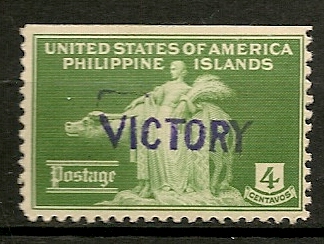 UNITED STATES OF AMERICA
PHILIPPINE ISLANDS
VICTORY
Postage
4
CENTAVOS